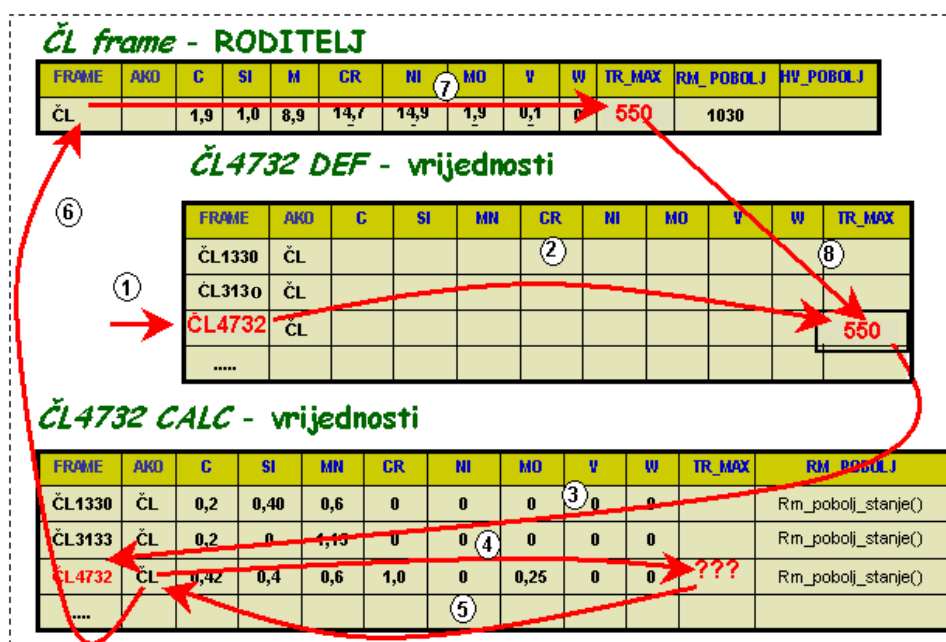 ČL frame - RODITELJ
FRAME AKO C SI M CR NI MO V W TR_MAX RM_POBOLJ HV_POBOLJ
7
ČL 1,9 1,0 8,9 14,7 14,9 1,9 0,1 0 550 1030
ČL4732 DEF - vrijednosti
6
FRAME AKO C SI MN CR NI MO V W TR_MAX
ČL1330 ČL 2 8
1
ČL313o ČL
ČL4732 ČL 550
.....
ČL4732 CALC - vrijednosti
FRAME AKO C SI MN CR NI MO V W TR_MAX RM_POBOLJ
3
ČL1330 ČL 0,2 0,40 0,6 0 0 0 0 0 Rm_pobolj_stanje()
ČL3133 ČL 0,2 0 1,15 0 0 4 0 0 0 Rm_pobolj_stanje()
ČL4732 ČL 0,42 0,4 0,6 1,0 0 0,25 0 0 ??? Rm_pobolj_stanje()
.... 5